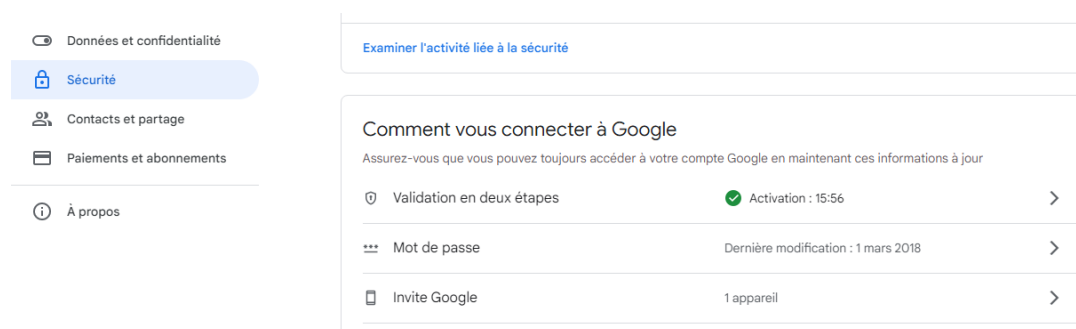 Données et confidentialité
Sécurité
Contacts et partage
Paiements et abonnements
À propos
Examiner l'activité liée à la sécurité
Comment vous connecter à Google
Assurez-vous que vous pouvez toujours accéder à votre compte Google en maintenant ces informations à jour
Validation en deux étapes Activation : 15:56
Mot de passe Dernière modification : 1 mars 2018
Invite Google 1 appareil